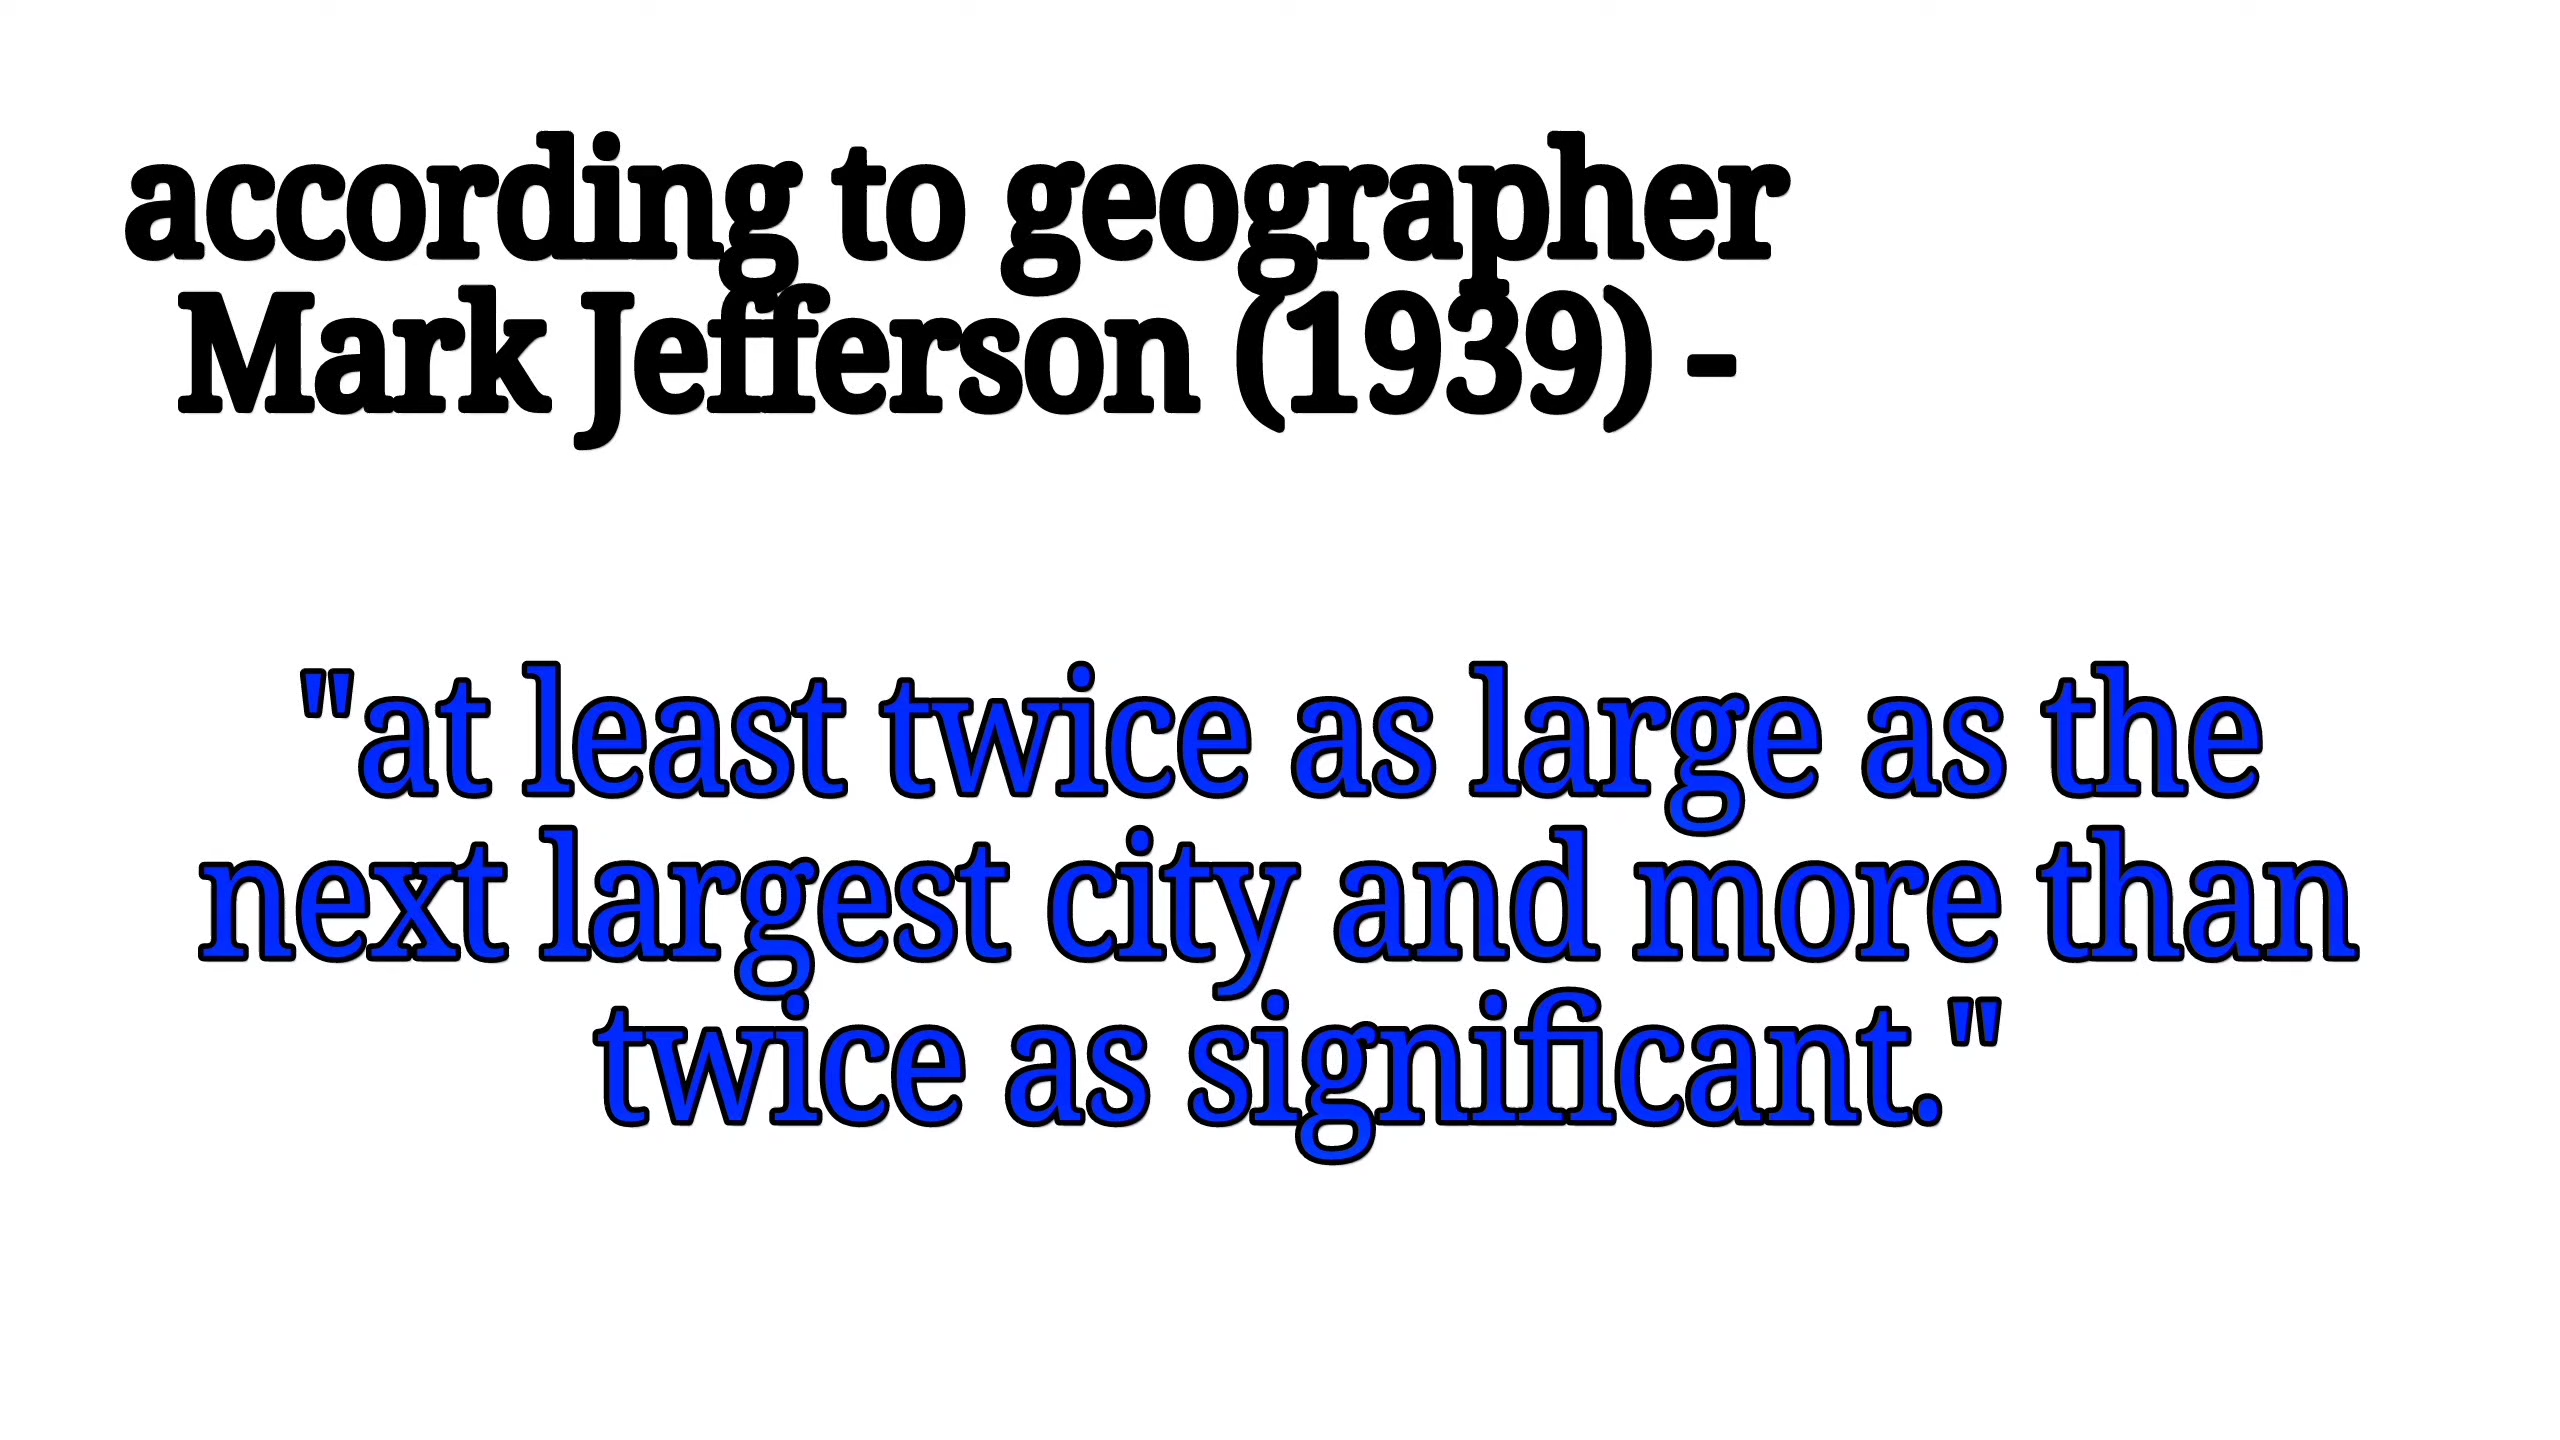 according to geographer
Mark Jefferson (1939) -
"at least twice as large as the
next largest city and more than
twice as significant."